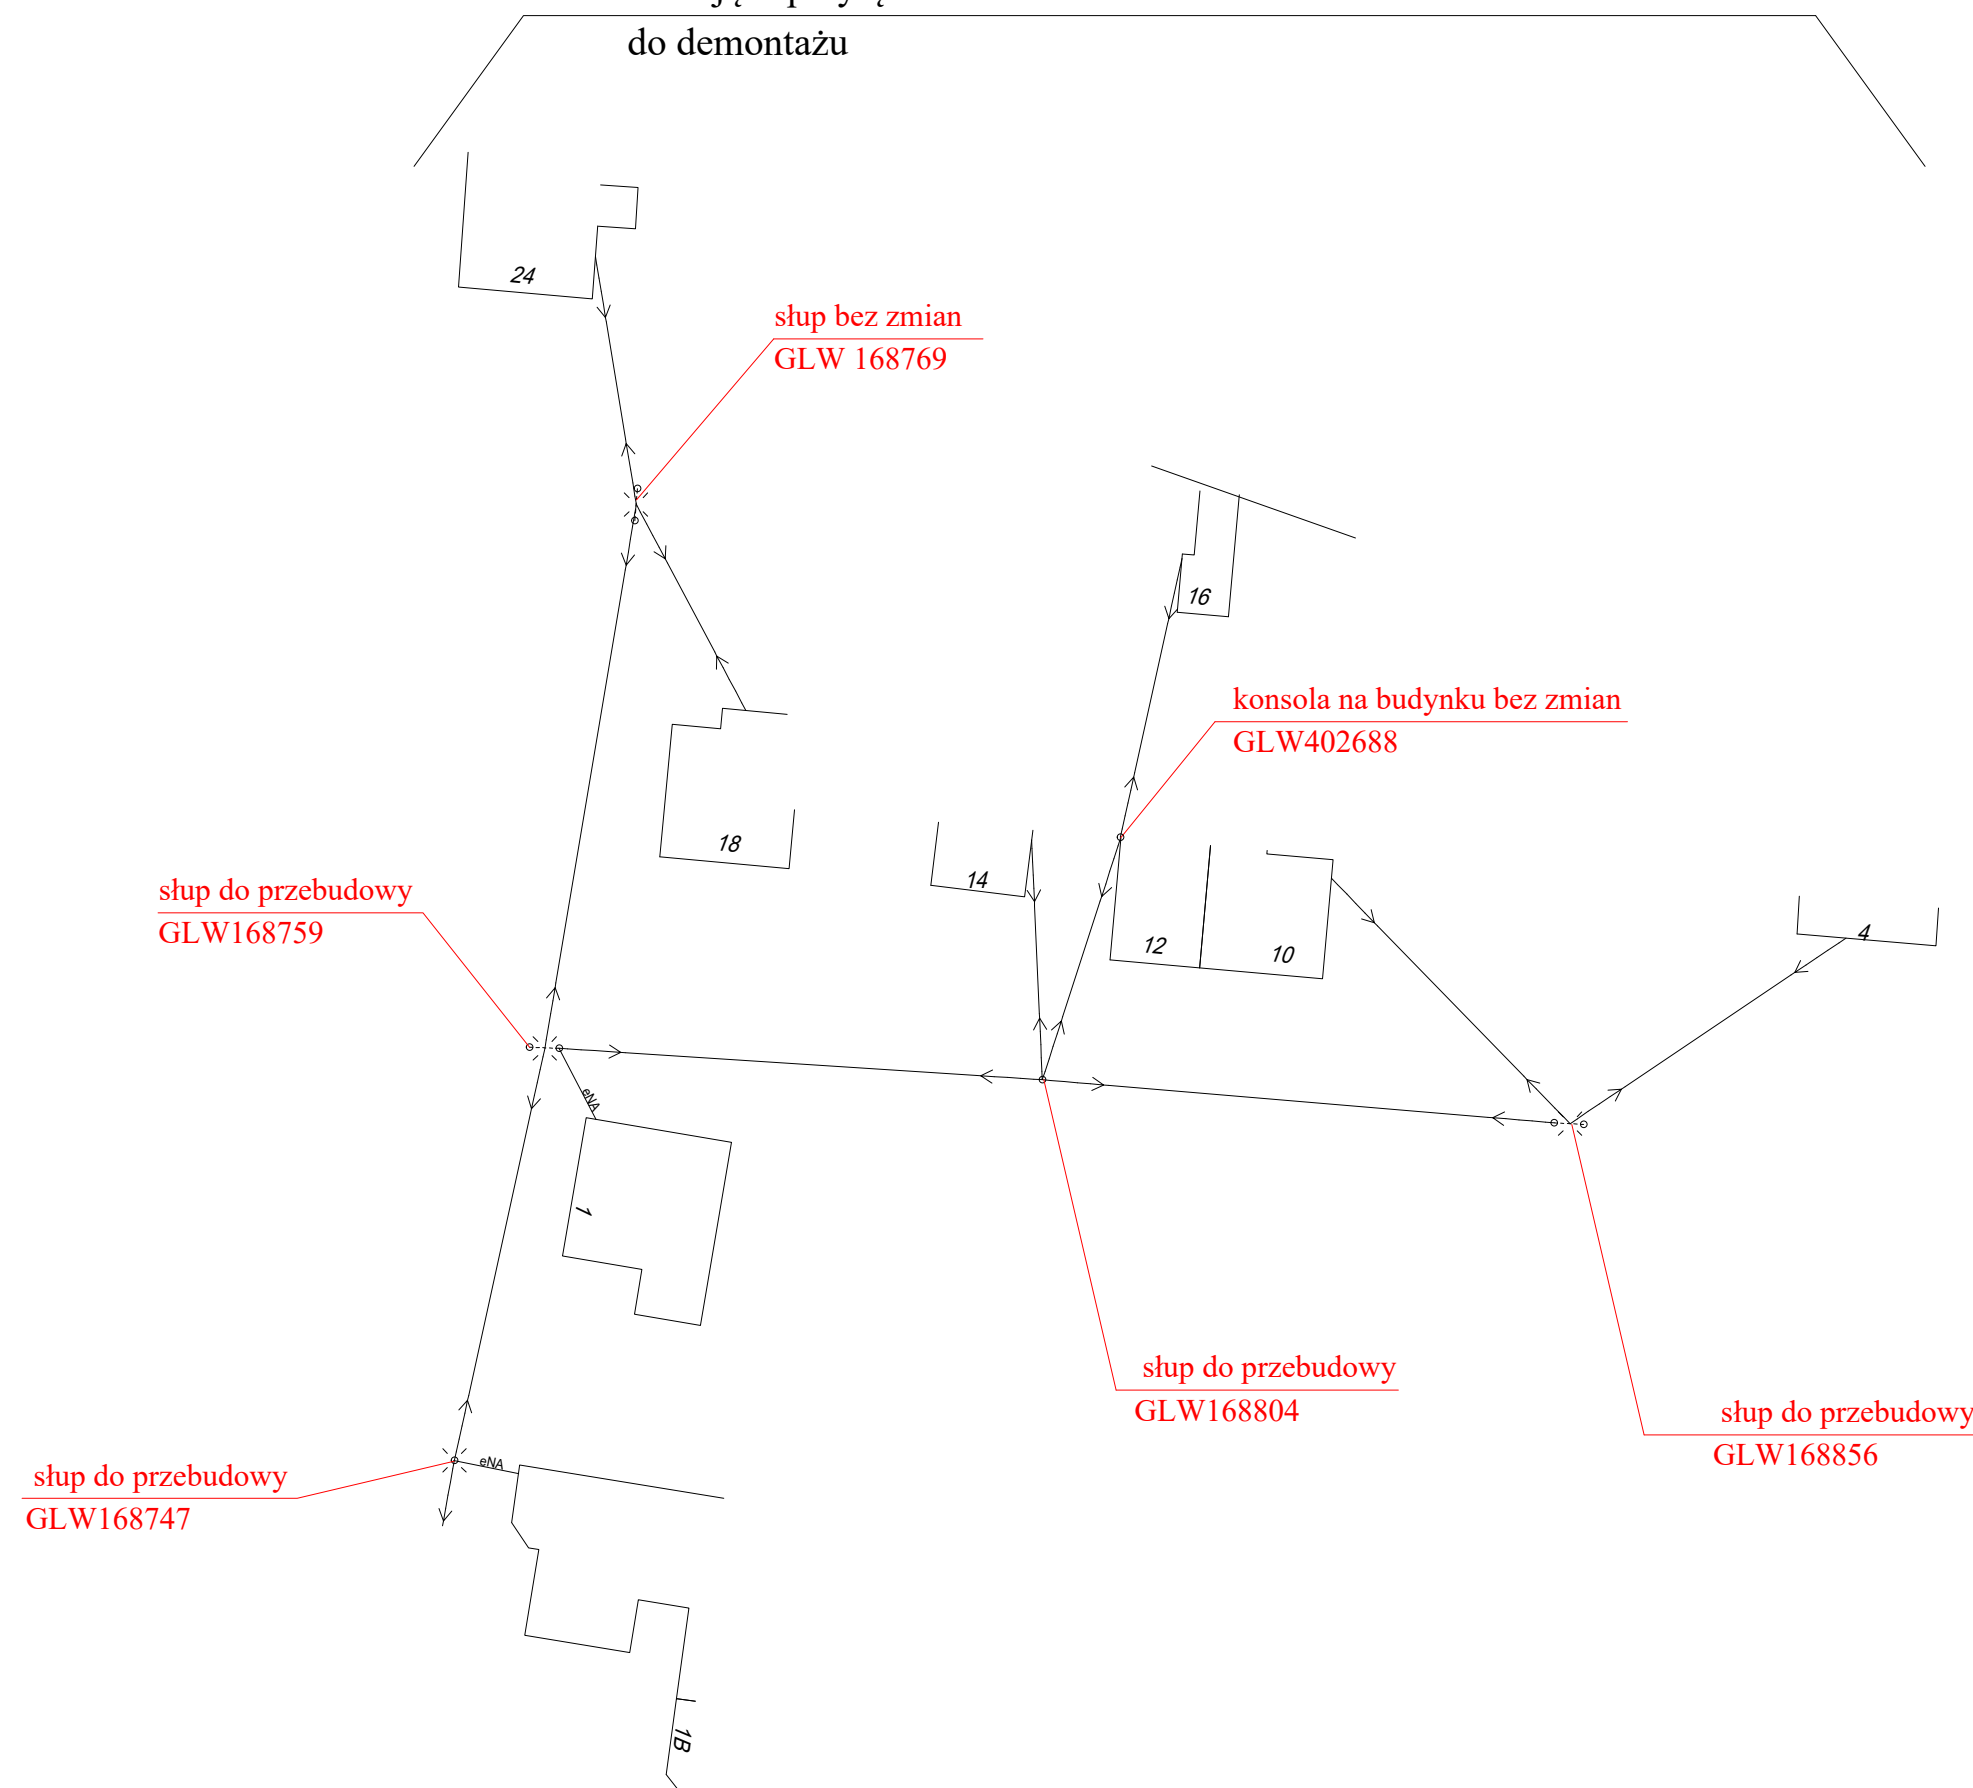 do demontażu
24
słup bez zmian
GLW 168769
16
konsola na budynku bez zmian
GLW402688
18
14
słup do przebudowy
GLW168759
12
10
4
eNA
1
słup do przebudowy
GLW168804
słup do przebudowy
GLW168856
słup do przebudowy
GLW168747
eNA
1B